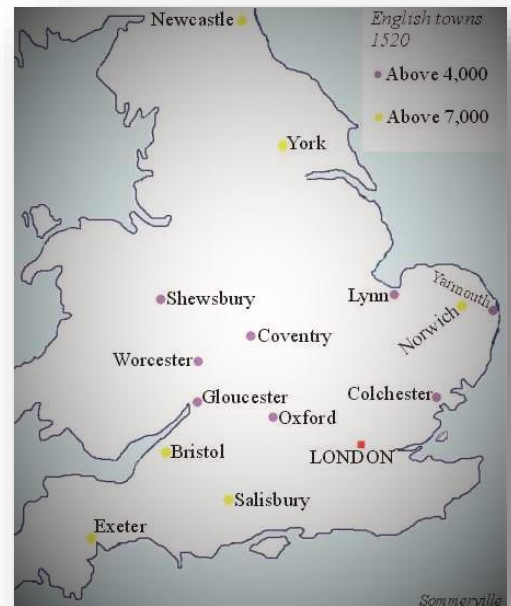 English towns
1520
Above 4,000
Above 7,000
Newcastle
York
Shewsbury
Lynn
Yarmouth
Norwich
Coventry
Worcester
Gloucester
Colchester
Oxford
LONDON
Bristol
Salisbury
Exeter
Sommerville